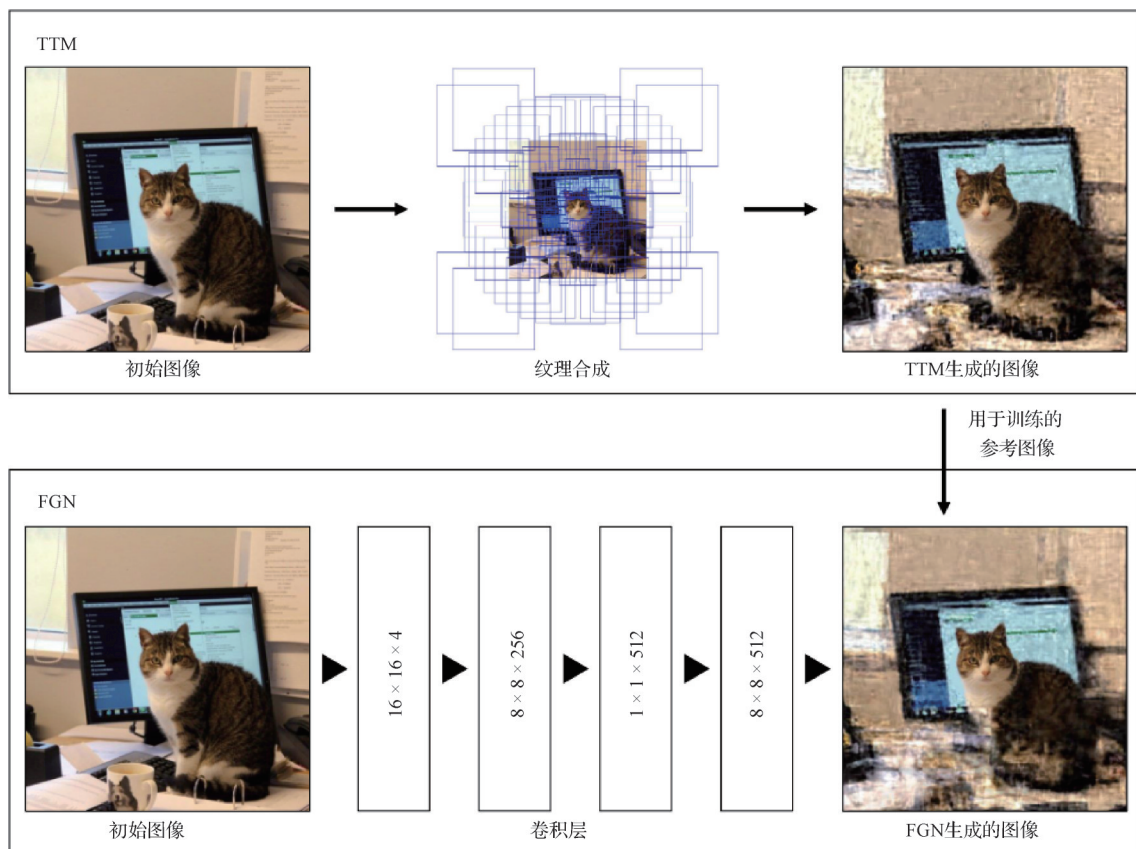 TTM
初始图像
纹理合成
TTM生成的图像
用于训练的
参考图像
FGN
16 × 16 × 4
8 × 8 × 256
1 × 1 × 512
8 × 8 × 512
初始图像
卷积层
FGN生成的图像